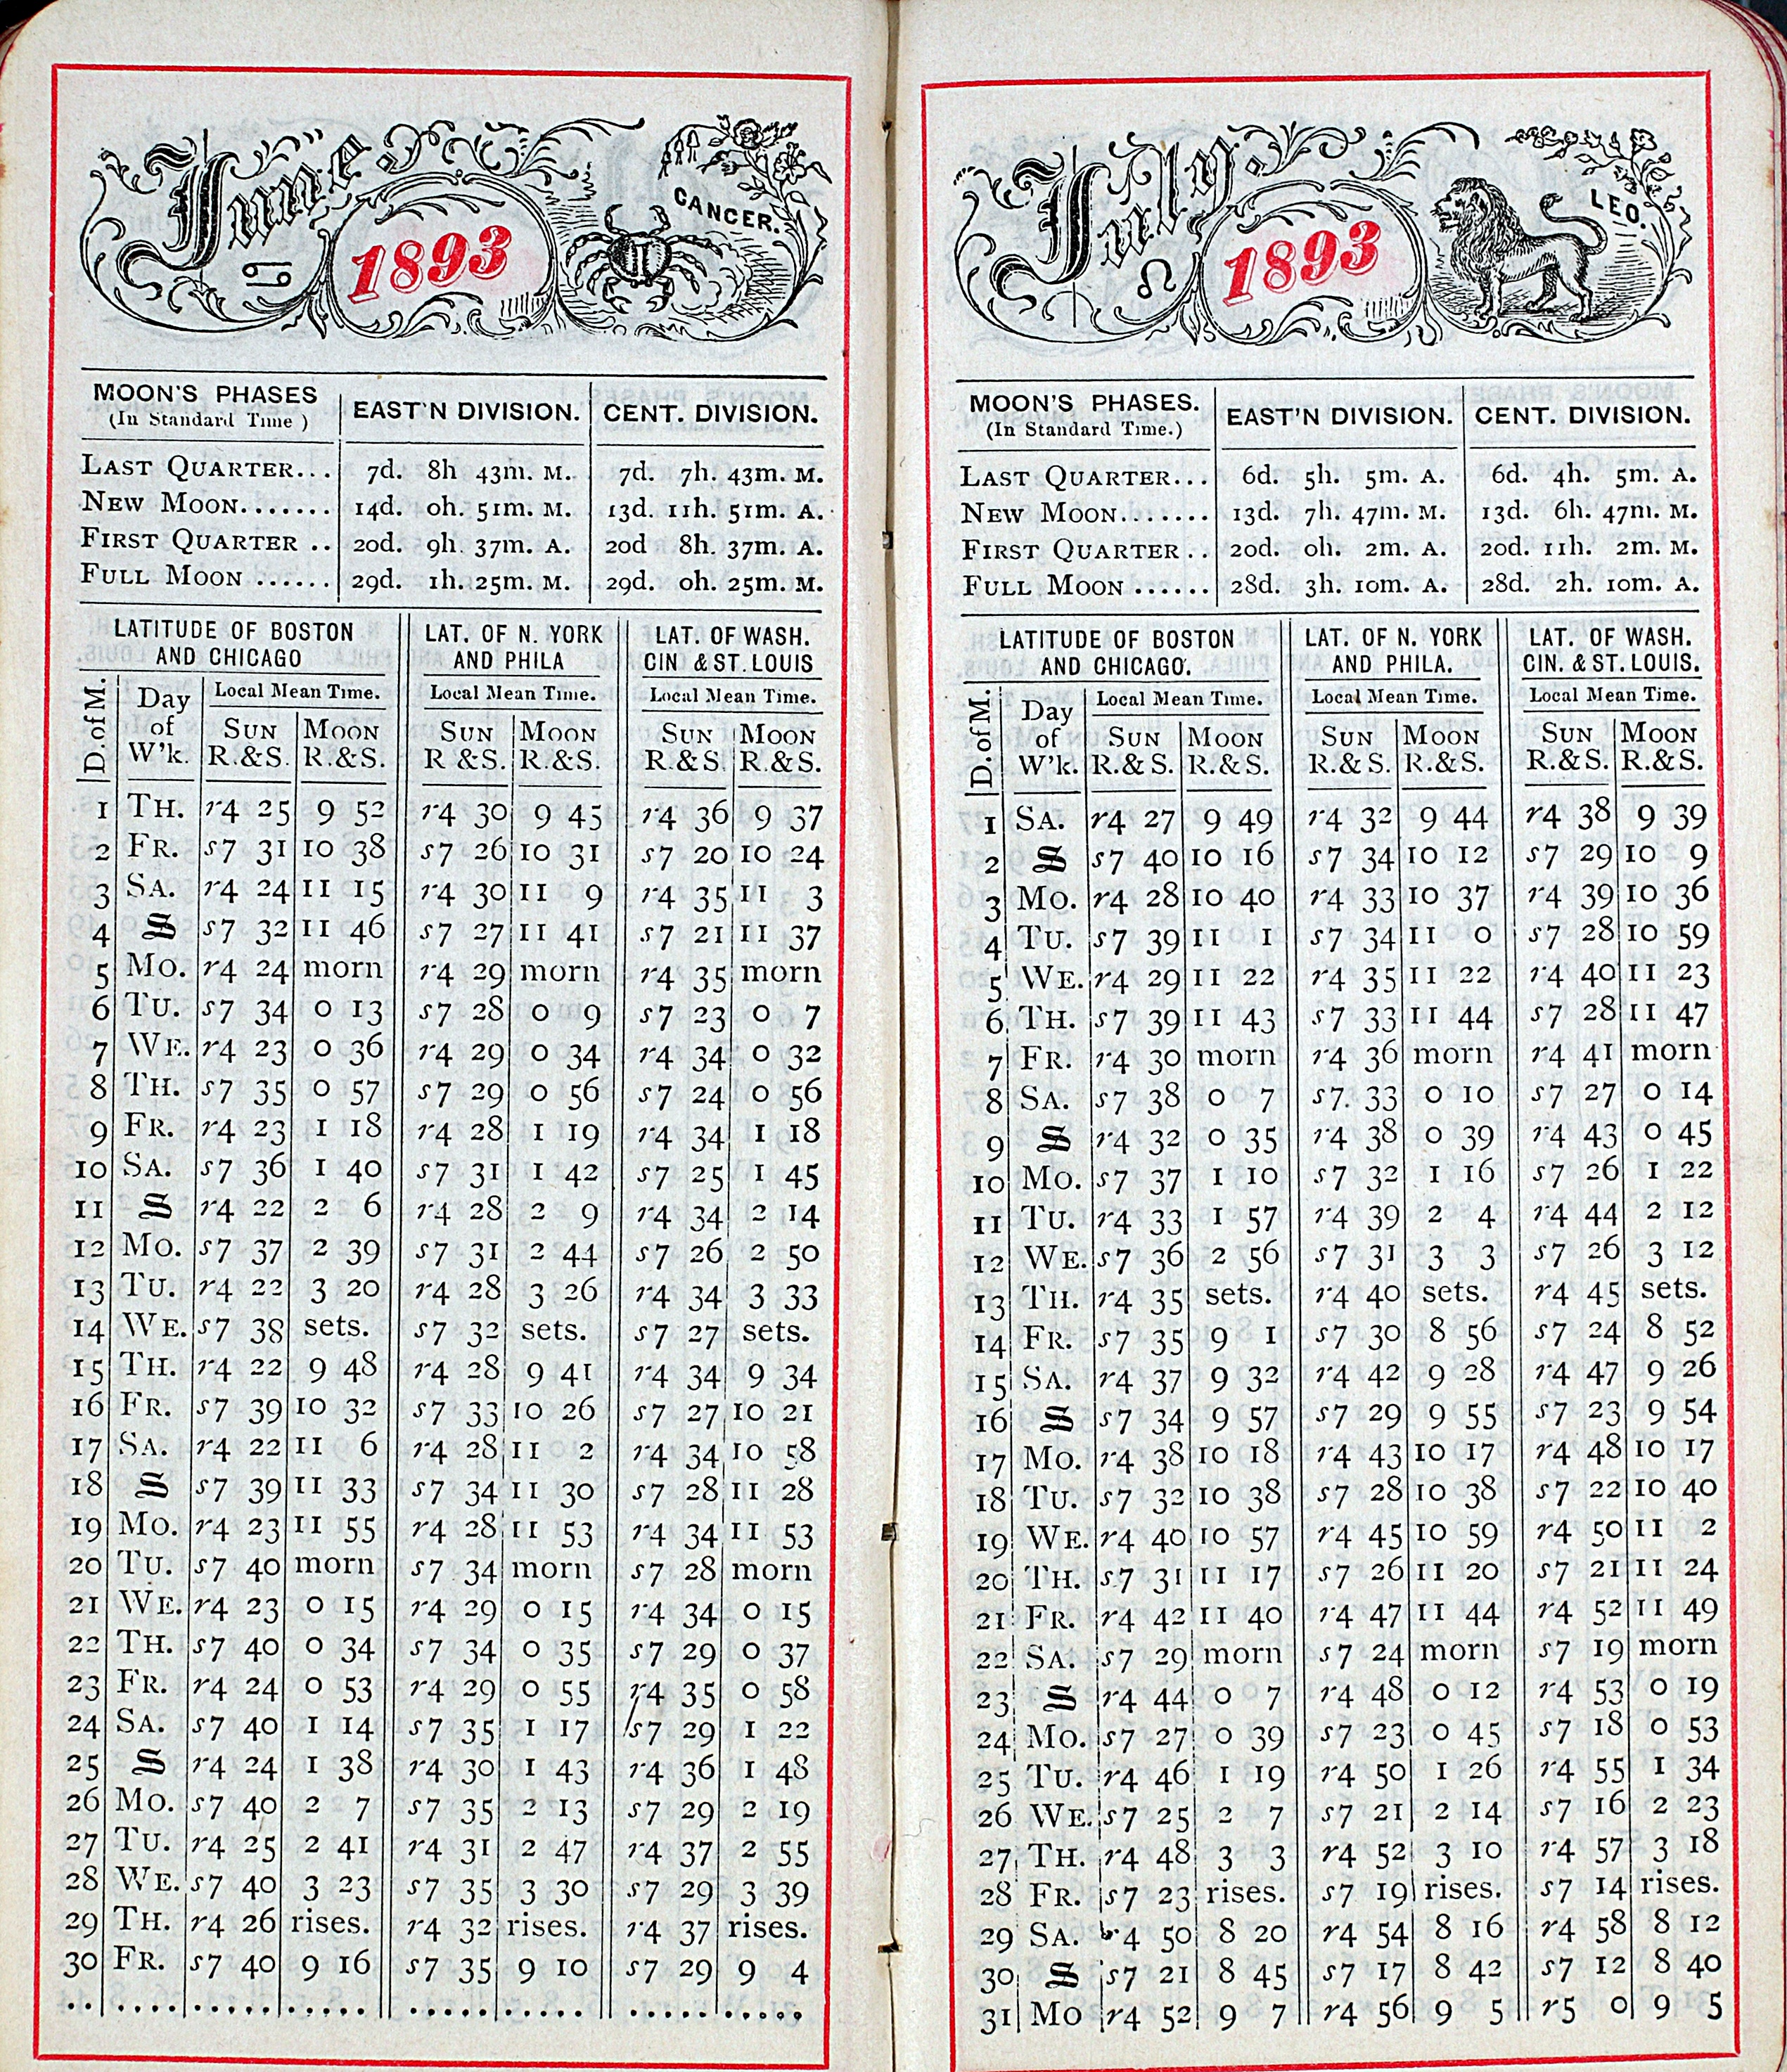 June.
CANCER.
1893
MOON'S PHASES EAST'N DIVISION. CENT. DIVISION.
(In Standard Time )
LAST QUARTER... 7d. 8h 43m. M. 7d. 7h. 43m. M.
NEW MOON....... 14d. 0h. 51m. M. 13d. 11h. 51m. A.
FIRST QUARTER .. 20d. 9h. 37m. A. 20d 8h. 37m. A.
FULL MOON ...... 29d. 1h. 25m. M. 29d. 0h. 25m. M.
LATITUDE OF BOSTON LAT. OF N. YORK LAT. OF WASH.
AND CHICAGO AND PHILA CIN. & ST. LOUIS
D. of M. Day of W'k. Local Mean Time. Local Mean Time. Local Mean Time.
SUN MOON SUN MOON SUN MOON
R.&S. R.&S. R &S. R.&S. R.&S. R.&S.
1 TH. r4 25 9 52 r4 30 9 45 r4 36 9 37
2 FR. s7 31 10 38 s7 26 10 31 s7 20 10 24
3 SA. r4 24 11 15 r4 30 11 9 r4 35 11 3
4 S s7 32 11 46 s7 27 11 41 s7 21 11 37
5 MO. r4 24 morn r4 29 morn r4 35 morn
6 TU. s7 34 0 13 s7 28 0 9 s7 23 0 7
7 WE. r4 23 0 36 r4 29 0 34 r4 34 0 32
8 TH. s7 35 0 57 s7 29 0 56 s7 24 0 56
9 FR. r4 23 1 18 r4 28 1 19 r4 34 1 18
10 SA. s7 36 1 40 s7 31 1 42 s7 25 1 45
11 S r4 22 2 6 r4 28 2 9 r4 34 2 14
12 MO. s7 37 2 39 s7 31 2 44 s7 26 2 50
13 TU. r4 22 3 20 r4 28 3 26 r4 34 3 33
14 WE. s7 38 sets. s7 32 sets. s7 27 sets.
15 TH. r4 22 9 48 r4 28 9 41 r4 34 9 34
16 FR. s7 39 10 32 s7 33 10 26 s7 27 10 21
17 SA. r4 22 11 6 r4 28 11 2 r4 34 10 58
18 S s7 39 11 33 s7 34 11 30 s7 28 11 28
19 MO. r4 23 11 55 r4 28 11 53 r4 34 11 53
20 TU. s7 40 morn s7 34 morn s7 28 morn
21 WE. r4 23 0 15 r4 29 0 15 r4 34 0 15
22 TH. s7 40 0 34 s7 34 0 35 s7 29 0 37
23 FR. r4 24 0 53 r4 29 0 55 r4 35 0 58
24 SA. s7 40 1 14 s7 35 1 17 s7 29 1 22
25 S r4 24 1 38 r4 30 1 43 r4 36 1 48
26 MO. s7 40 2 7 s7 35 2 13 s7 29 2 19
27 TU. r4 25 2 41 r4 31 2 47 r4 37 2 55
28 WE. s7 40 3 23 s7 35 3 30 s7 29 3 39
29 TH. r4 26 rises. r4 32 rises. r4 37 rises.
30 FR. s7 40 9 16 s7 35 9 10 s7 29 9 4
July.
LEO.
1893
MOON'S PHASES. EAST'N DIVISION. CENT. DIVISION.
(In Standard Time.)
LAST QUARTER... 6d. 5h. 5m. A. 6d. 4h. 5m. A.
NEW MOON....... 13d. 7h. 47m. M. 13d. 6h. 47m. M.
FIRST QUARTER.. 20d. 0h. 2m. A. 20d. 11h. 2m. M.
FULL MOON ...... 28d. 3h. 10m. A. 28d. 2h. 10m. A.
LATITUDE OF BOSTON LAT. OF N. YORK LAT. OF WASH.
AND CHICAGO. AND PHILA. CIN. & ST. LOUIS.
D. of M. Day of W'k. Local Mean Time. Local Mean Time. Local Mean Time.
SUN MOON SUN MOON SUN MOON
R.&S. R.&S. R.&S. R.&S. R.&S. R.&S.
1 SA. r4 27 9 49 r4 32 9 44 r4 38 9 39
2 S s7 40 10 16 s7 34 10 12 s7 29 10 9
3 MO. r4 28 10 40 r4 33 10 37 r4 39 10 36
4 TU. s7 39 11 1 s7 34 11 0 s7 28 10 59
5 WE. r4 29 11 22 r4 35 11 22 r4 40 11 23
6 TH. s7 39 11 43 s7 33 11 44 s7 28 11 47
7 FR. r4 30 morn r4 36 morn r4 41 morn
8 SA. s7 38 0 7 s7. 33 0 10 s7 27 0 14
9 S r4 32 0 35 r4 38 0 39 r4 43 0 45
10 MO. s7 37 1 10 s7 32 1 16 s7 26 1 22
11 TU. r4 33 1 57 r4 39 2 4 r4 44 2 12
12 WE. s7 36 2 56 s7 31 3 3 s7 26 3 12
13 TH. r4 35 sets. r4 40 sets. r4 45 sets.
14 FR. s7 35 9 1 s7 30 8 56 s7 24 8 52
15 SA. r4 37 9 32 r4 42 9 28 r4 47 9 26
16 S s7 34 9 57 s7 29 9 55 s7 23 9 54
17 MO. r4 38 10 18 r4 43 10 17 r4 48 10 17
18 TU. s7 32 10 38 s7 28 10 38 s7 22 10 40
19 WE. r4 40 10 57 r4 45 10 59 r4 50 11 2
20 TH. s7 31 11 17 s7 26 11 20 s7 21 11 24
21 FR. r4 42 11 40 r4 47 11 44 r4 52 11 49
22 SA. s7 29 morn s7 24 morn s7 19 morn
23 S r4 44 0 7 r4 48 0 12 r4 53 0 19
24 MO. s7 27 0 39 s7 23 0 45 s7 18 0 53
25 TU. r4 46 1 19 r4 50 1 26 r4 55 1 34
26 WE. s7 25 2 7 s7 21 2 14 s7 16 2 23
27 TH. r4 48 3 3 r4 52 3 10 r4 57 3 18
28 FR. s7 23 rises. s7 19 rises. s7 14 rises.
29 SA. r4 50 8 20 r4 54 8 16 r4 58 8 12
30 S s7 21 8 45 s7 17 8 42 s7 12 8 40
31 MO r4 52 9 7 r4 56 9 5 r5 0 9 5